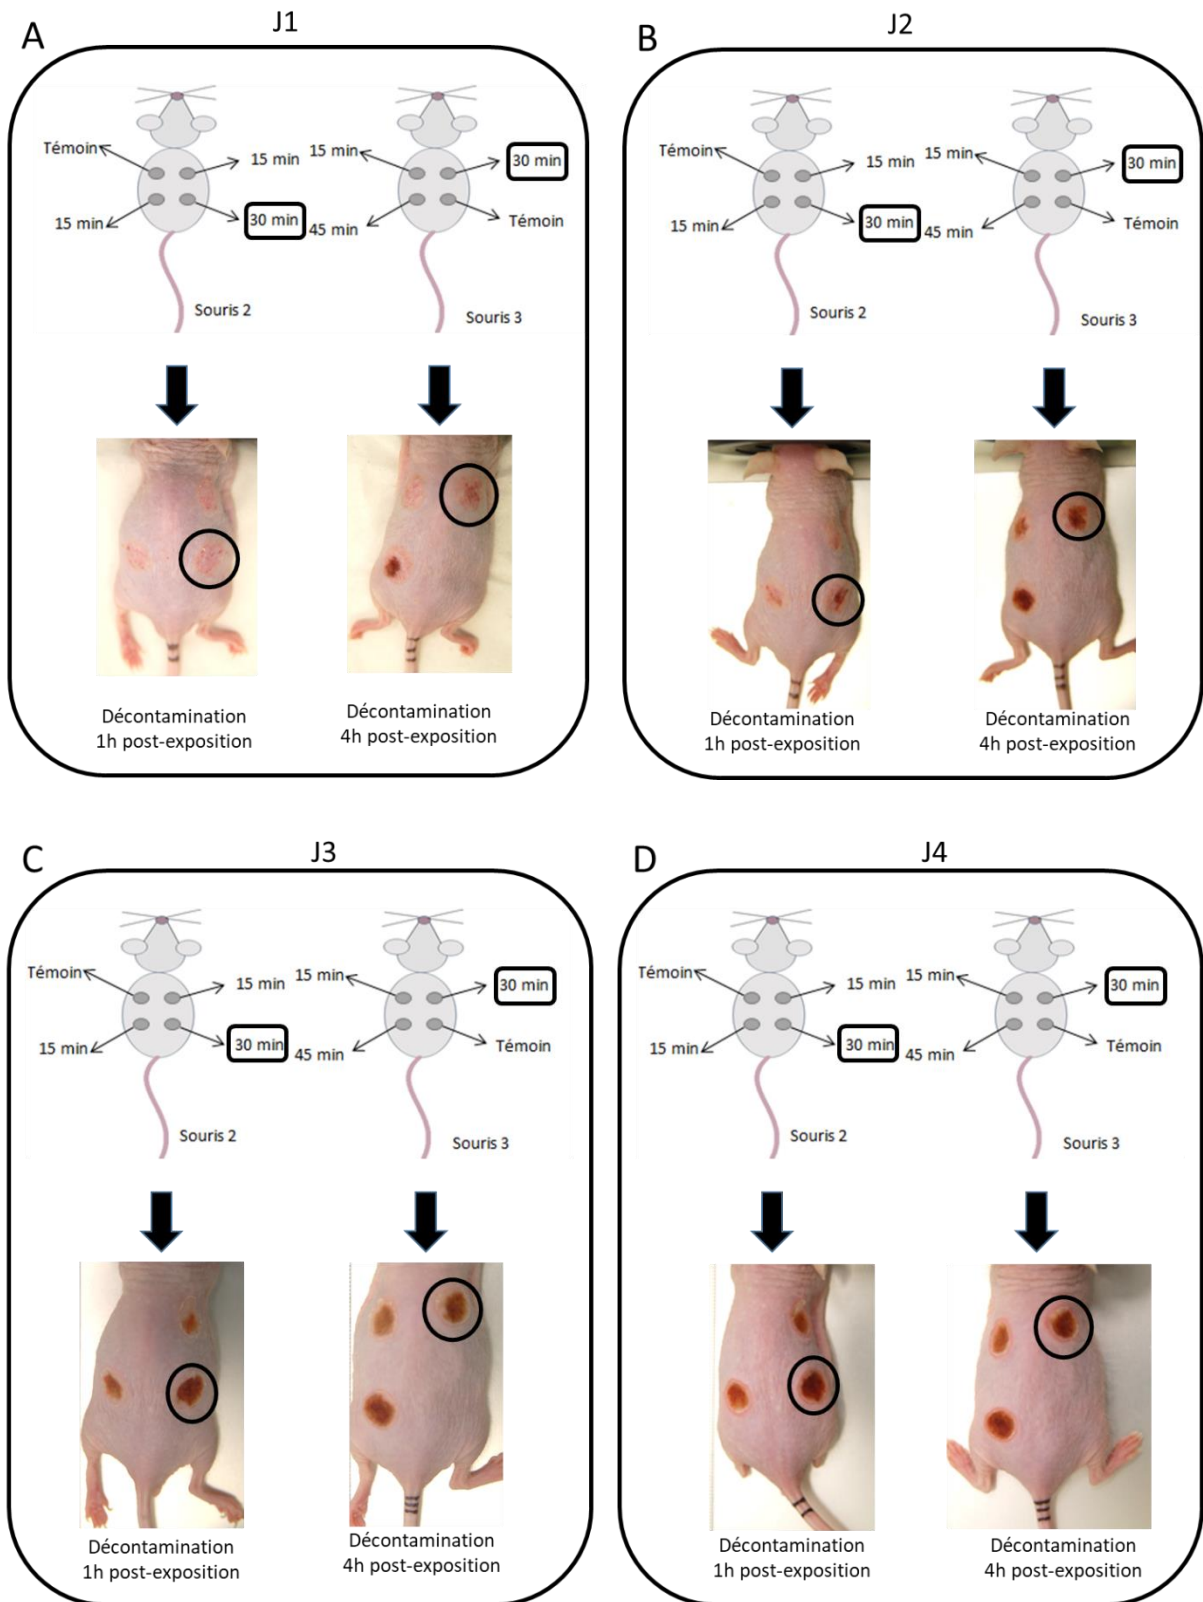 A
J1
Témoin
15 min
15 min
30 min
Souris 2
15 min
30 min
45 min
Témoin
Souris 3
Décontamination
1h post-exposition
Décontamination
4h post-exposition
B
J2
Témoin
15 min
15 min
30 min
Souris 2
15 min
30 min
45 min
Témoin
Souris 3
Décontamination
1h post-exposition
Décontamination
4h post-exposition
C
J3
Témoin
15 min
15 min
30 min
Souris 2
15 min
30 min
45 min
Témoin
Souris 3
Décontamination
1h post-exposition
Décontamination
4h post-exposition
D
J4
Témoin
15 min
15 min
30 min
Souris 2
15 min
30 min
45 min
Témoin
Souris 3
Décontamination
1h post-exposition
Décontamination
4h post-exposition